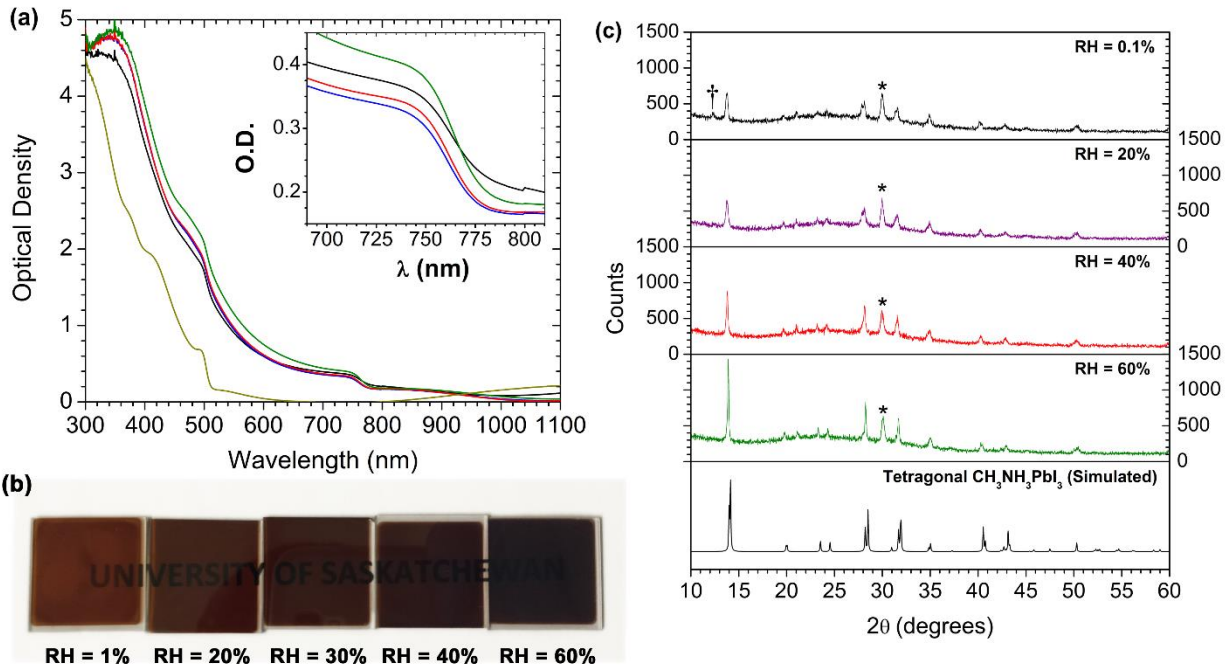 (a)
5
4
3
2
1
0
Optical Density
300 400 500 600 700 800 900 1000 1100
Wavelength (nm)
0.4
0.3
0.2
O.D.
700 725 750 775 800
λ (nm)
(b)
UNIVERSITY OF SASKATCHEWAN
RH = 1% RH = 20% RH = 30% RH = 40% RH = 60%
(c)
Counts
1500
1000
500
0
RH = 0.1%
†
*
1500
1000
500
0
RH = 20%
*
1500
1000
500
0
RH = 40%
*
1500
1000
500
0
RH = 60%
*
Tetragonal CH₃NH₃PbI₃ (Simulated)
10 15 20 25 30 35 40 45 50 55 60
2θ (degrees)